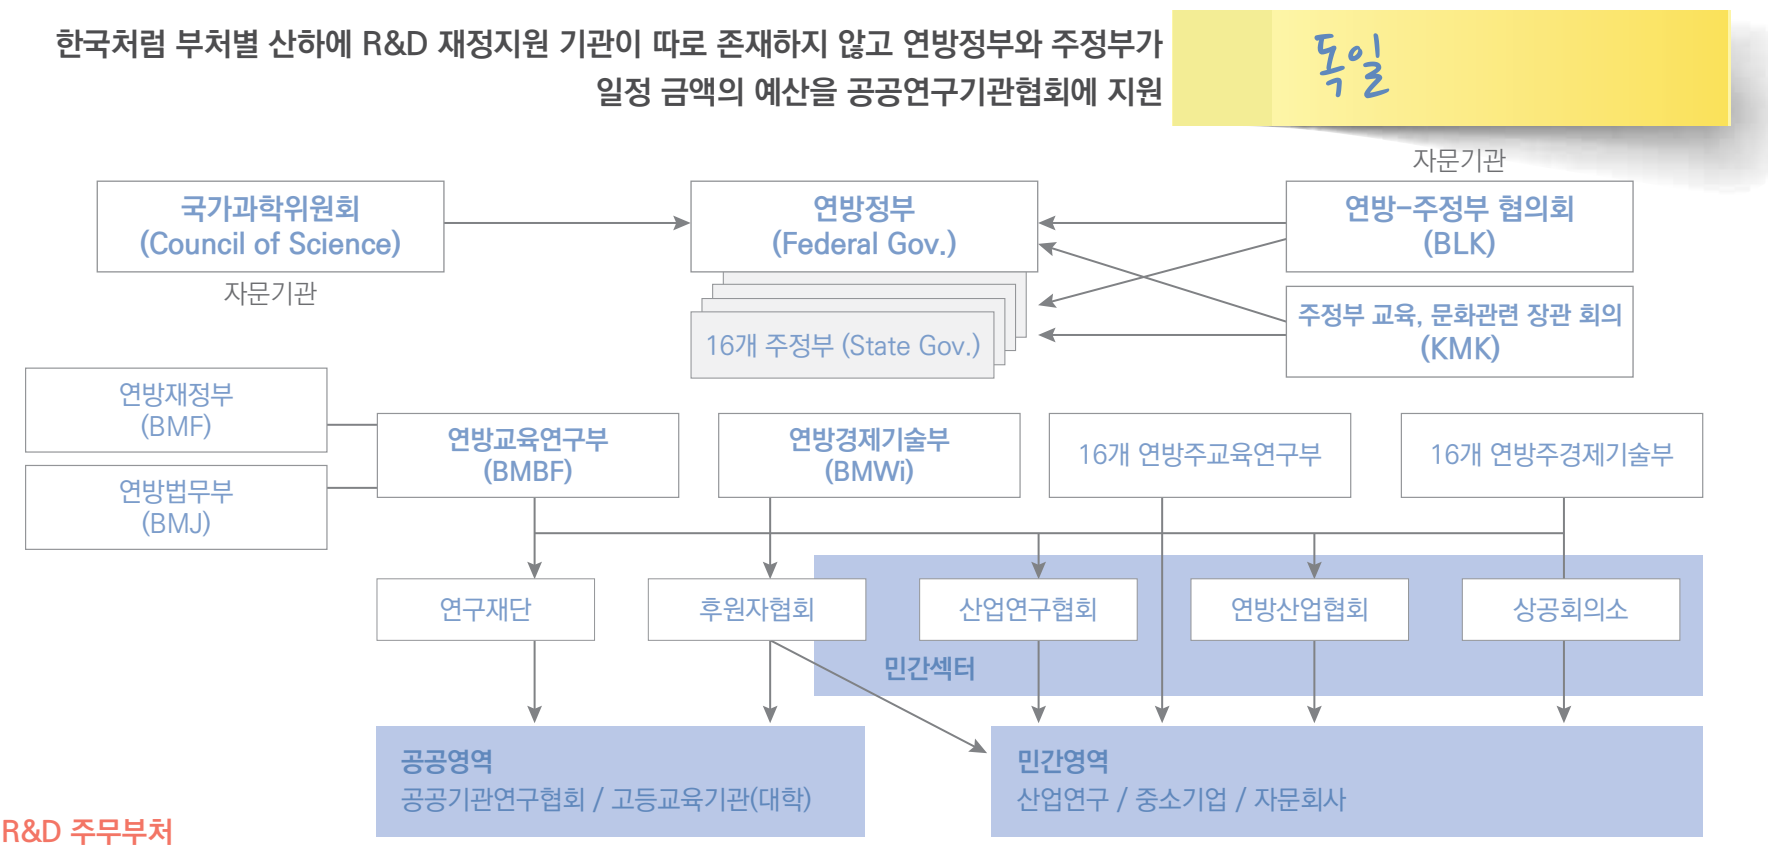 한국처럼 부처별 산하에 R&D 재정지원 기관이 따로 존재하지 않고 연방정부와 주정부가
일정 금액의 예산을 공공연구기관협회에 지원
독일
자문기관
국가과학위원회
(Council of Science)
자문기관
연방정부
(Federal Gov.)
연방-주정부 협의회
(BLK)
16개 주정부 (State Gov.)
주정부 교육, 문화관련 장관 회의
(KMK)
연방재정부
(BMF)
연방법무부
(BMJ)
연방교육연구부
(BMBF)
연방경제기술부
(BMWi)
16개 연방주교육연구부
16개 연방주경제기술부
연구재단
후원자협회
산업연구협회
연방산업협회
상공회의소
민간섹터
공공영역
공공기관연구협회 / 고등교육기관(대학)
민간영역
산업연구 / 중소기업 / 자문회사
R&D 주무부처